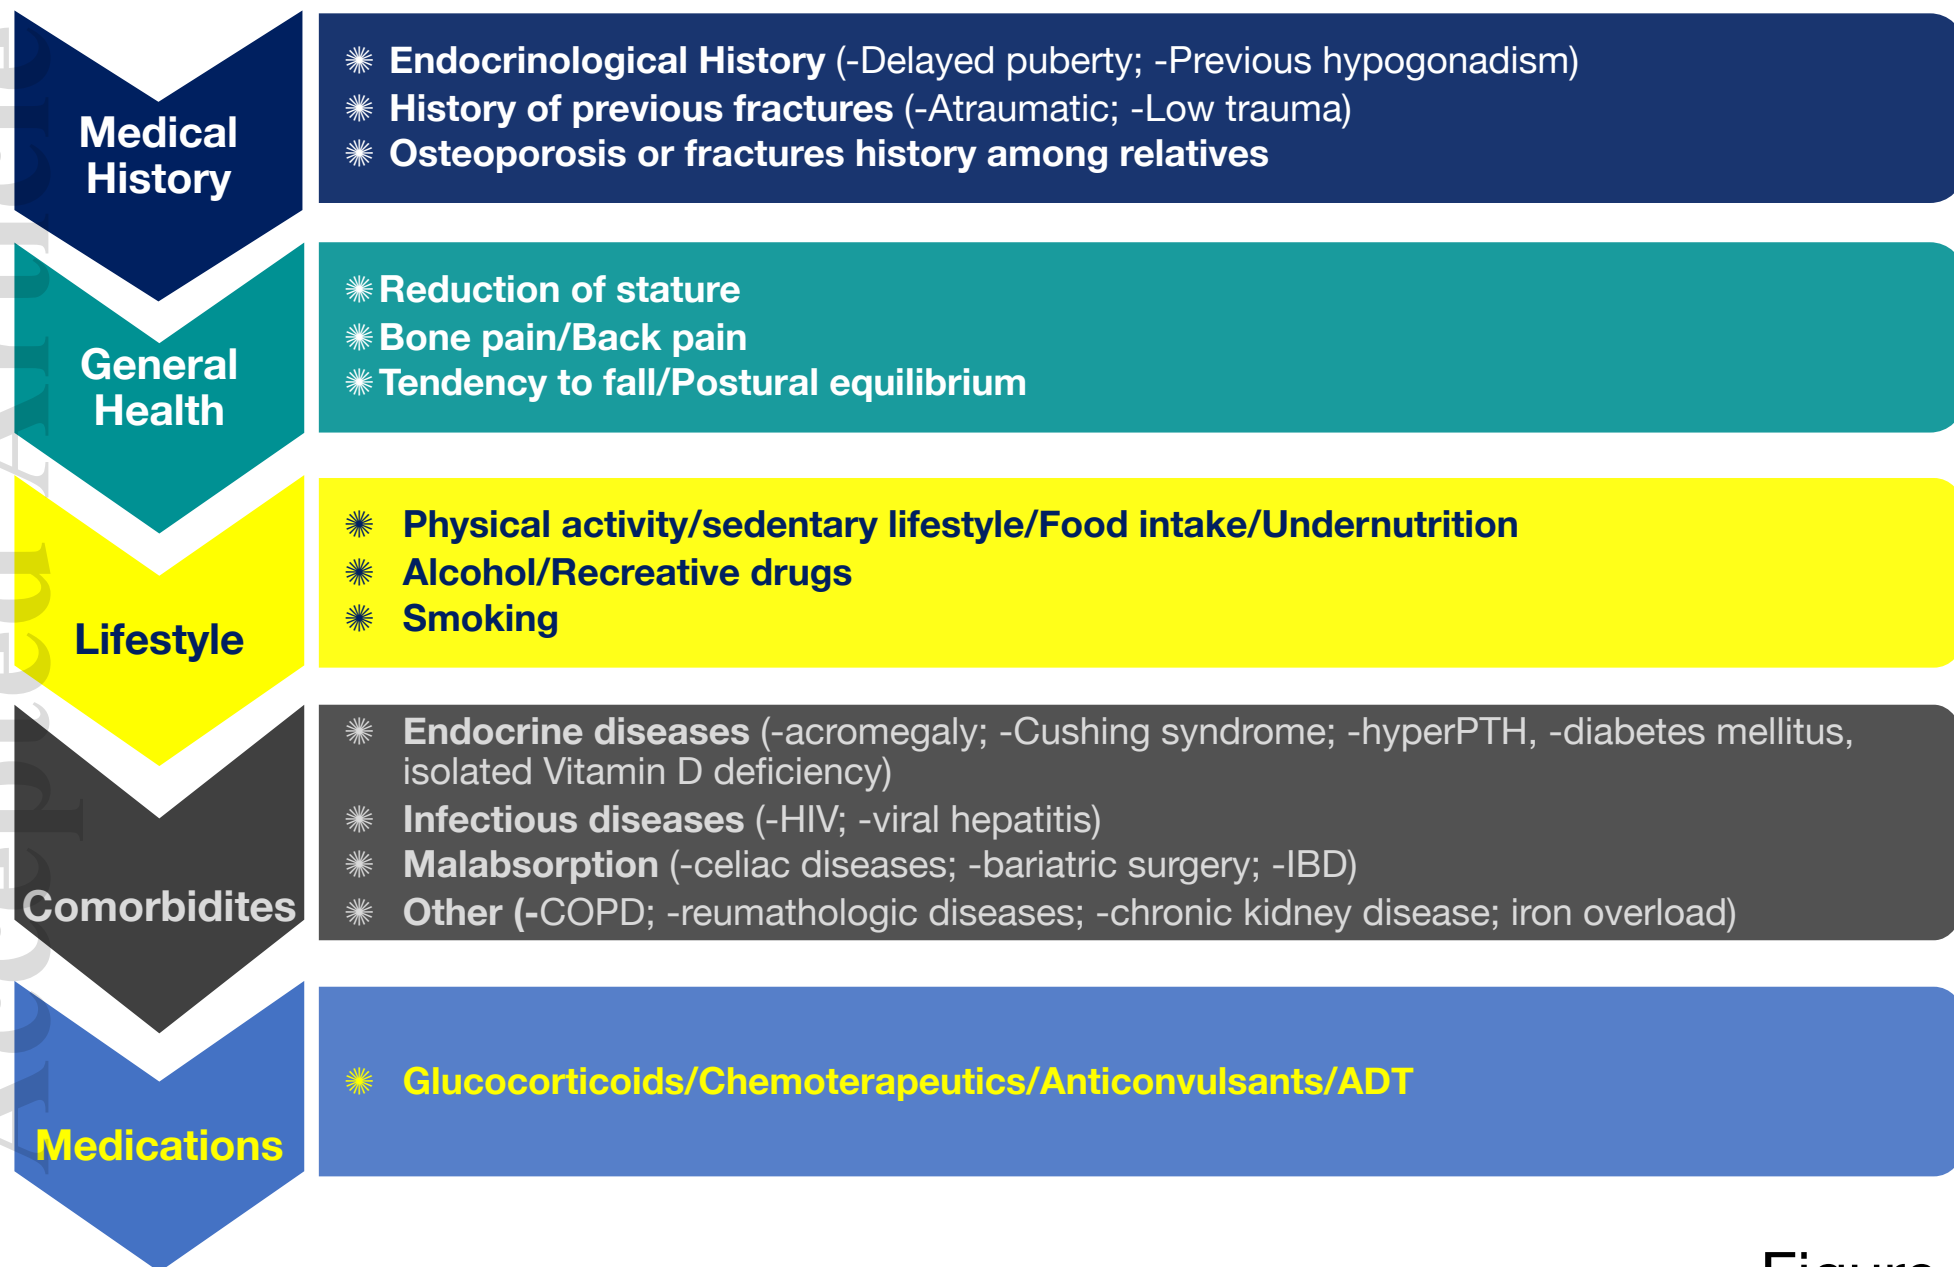 Medical
History
✺ Endocrinological History (-Delayed puberty; -Previous hypogonadism)
✺ History of previous fractures (-Atraumatic; -Low trauma)
✺ Osteoporosis or fractures history among relatives
General
Health
✺ Reduction of stature
✺ Bone pain/Back pain
✺ Tendency to fall/Postural equilibrium
Lifestyle
✺ Physical activity/sedentary lifestyle/Food intake/Undernutrition
✺ Alcohol/Recreative drugs
✺ Smoking
Comorbidites
✺ Endocrine diseases (-acromegaly; -Cushing syndrome; -hyperPTH, -diabetes mellitus,
isolated Vitamin D deficiency)
✺ Infectious diseases (-HIV; -viral hepatitis)
✺ Malabsorption (-celiac diseases; -bariatric surgery; -IBD)
✺ Other (-COPD; -reumathologic diseases; -chronic kidney disease; iron overload)
Medications
✺ Glucocorticoids/Chemoterapeutics/Anticonvulsants/ADT
Accepted Article
Figure